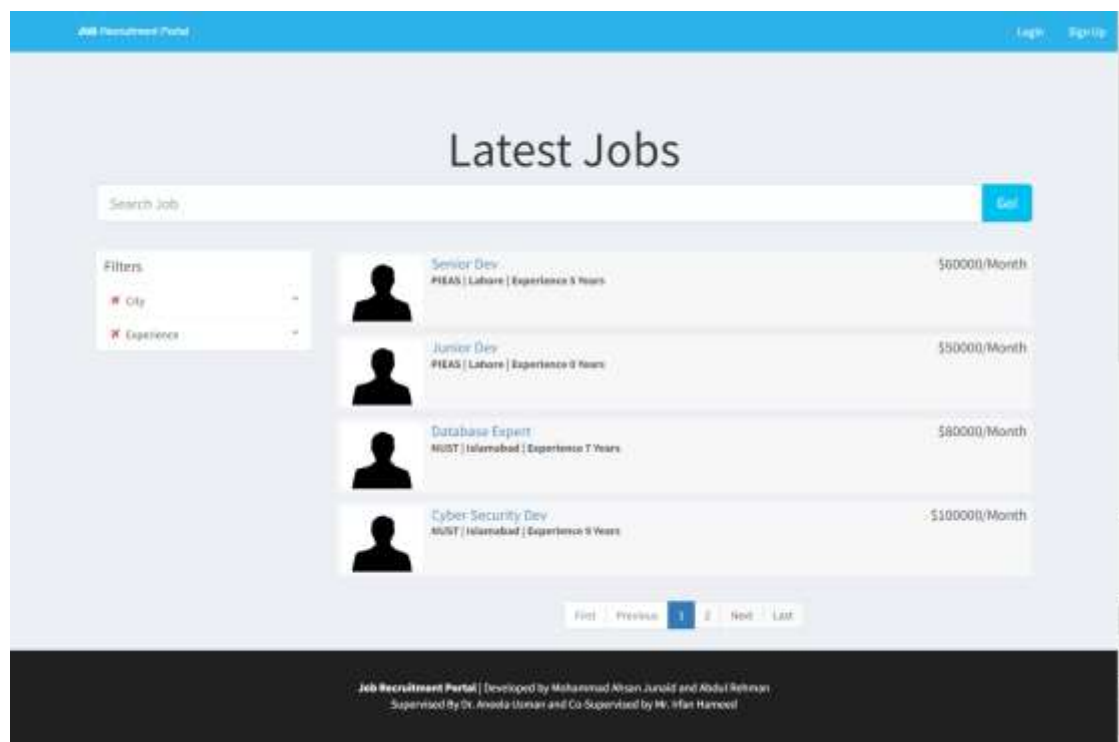 Job Recruitment Portal
Login Sign Up
Latest Jobs
Search Job
Go!
Filters
City
Experience
Senior Dev
$60000/Month
PIEAS | Lahore | Experience 5 Years
Junior Dev
$50000/Month
PIEAS | Lahore | Experience 0 Years
Database Expert
$80000/Month
NUST | Islamabad | Experience 7 Years
Cyber Security Dev
$100000/Month
NUST | Islamabad | Experience Years
First Previous 1 2 Next Last
Job Recruitment Portal | Developed by Mohammad Ahsan Junaid and Abdul Rehman
Supervised By Dr. Aneela Usman and Co-Supervised by Mr. Irfan Hameed